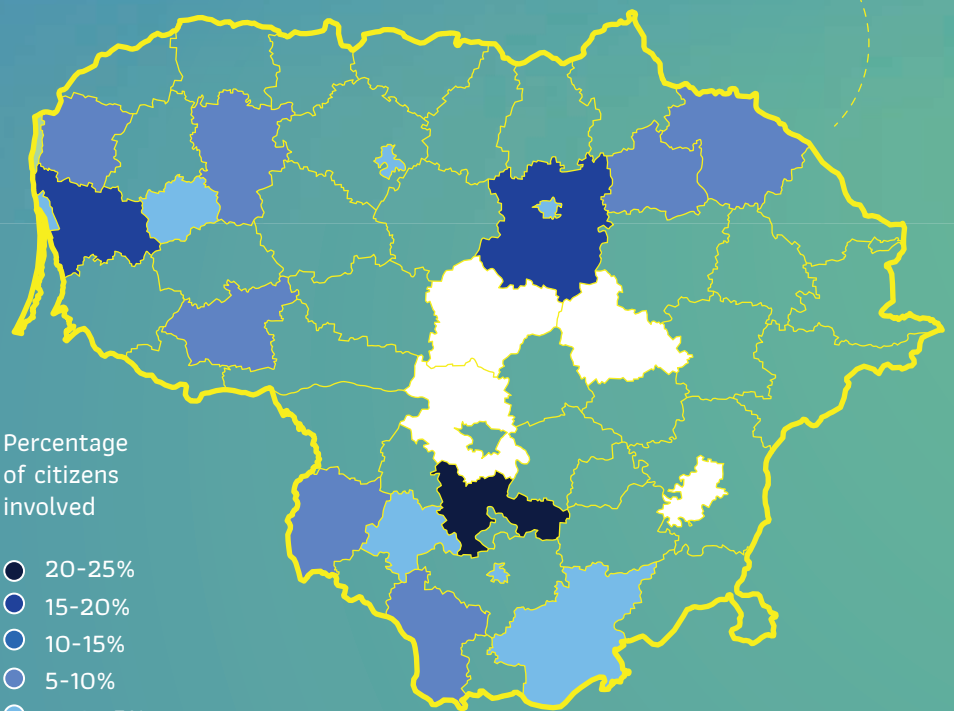 Percentage
of citizens
involved
20-25%
15-20%
10-15%
5-10%